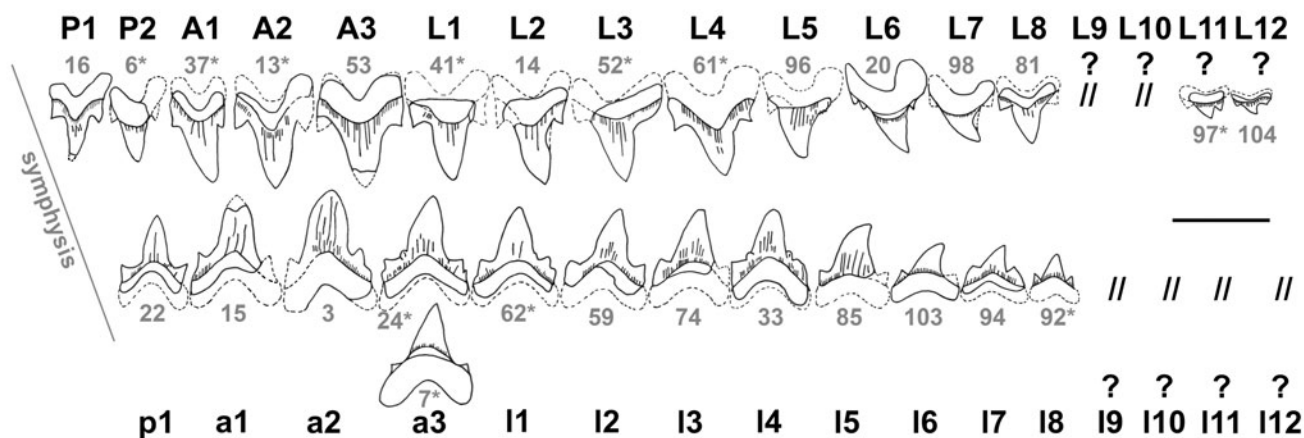 P1 P2 A1 A2 A3 L1 L2 L3 L4 L5 L6 L7 L8 L9 L10 L11 L12
16 6* 37* 13* 53 41* 14 52* 61* 96 20 98 81 ? ? ? ?
// //
97* 104
symphysis
22 15 3 24* 62* 59 74 33 85 103 94 92* // // // //
7*
? ? ? ?
p1 a1 a2 a3 l1 l2 l3 l4 l5 l6 l7 l8 l9 l10 l11 l12